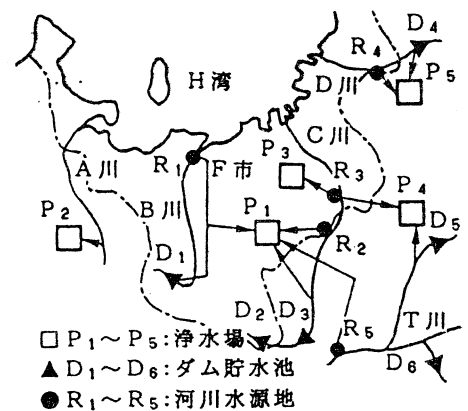 R₄ D₄
D川 P₅
H湾
C川
P₃
A川 R₁ F市 R₃
P₂ B川 P₁ P₄
D₁ R₂ D₅
D₂ D₃ R₅ T川
D₆
□ P₁～P₅:浄水場
▲ D₁～D₆:ダム貯水池
● R₁～R₅:河川水源地